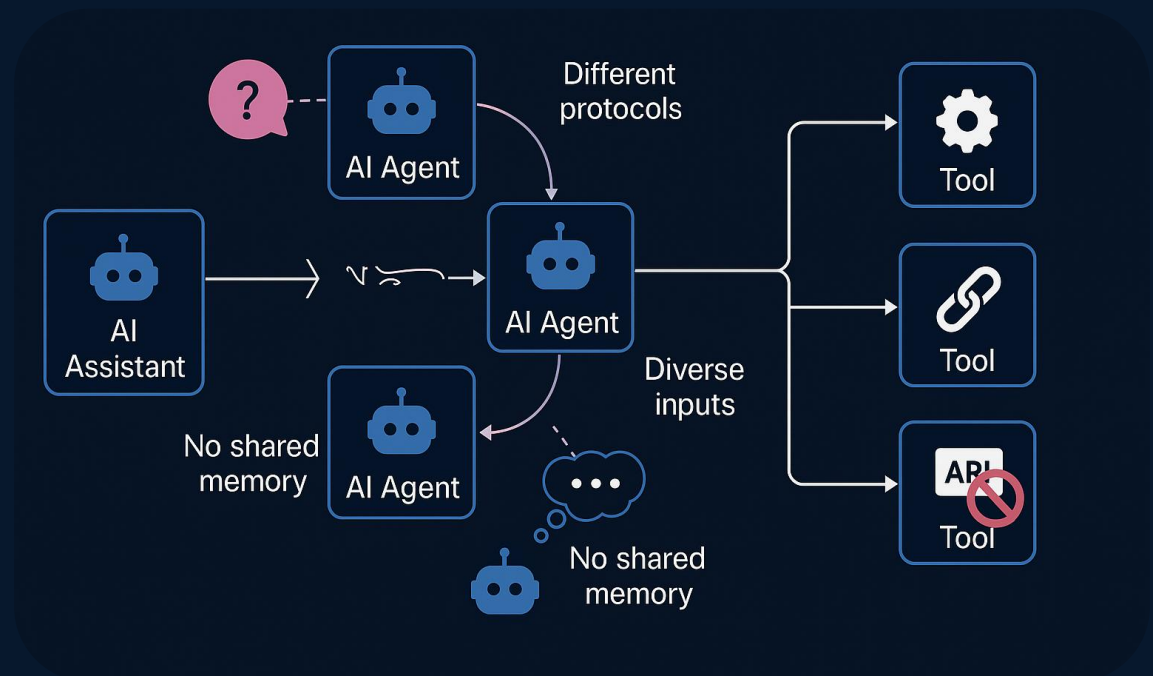 ?
AI Agent
Different
protocols
Tool
AI
Assistant
AI Agent
Tool
Diverse
inputs
No shared
memory
AI Agent
API
Tool
No shared
memory